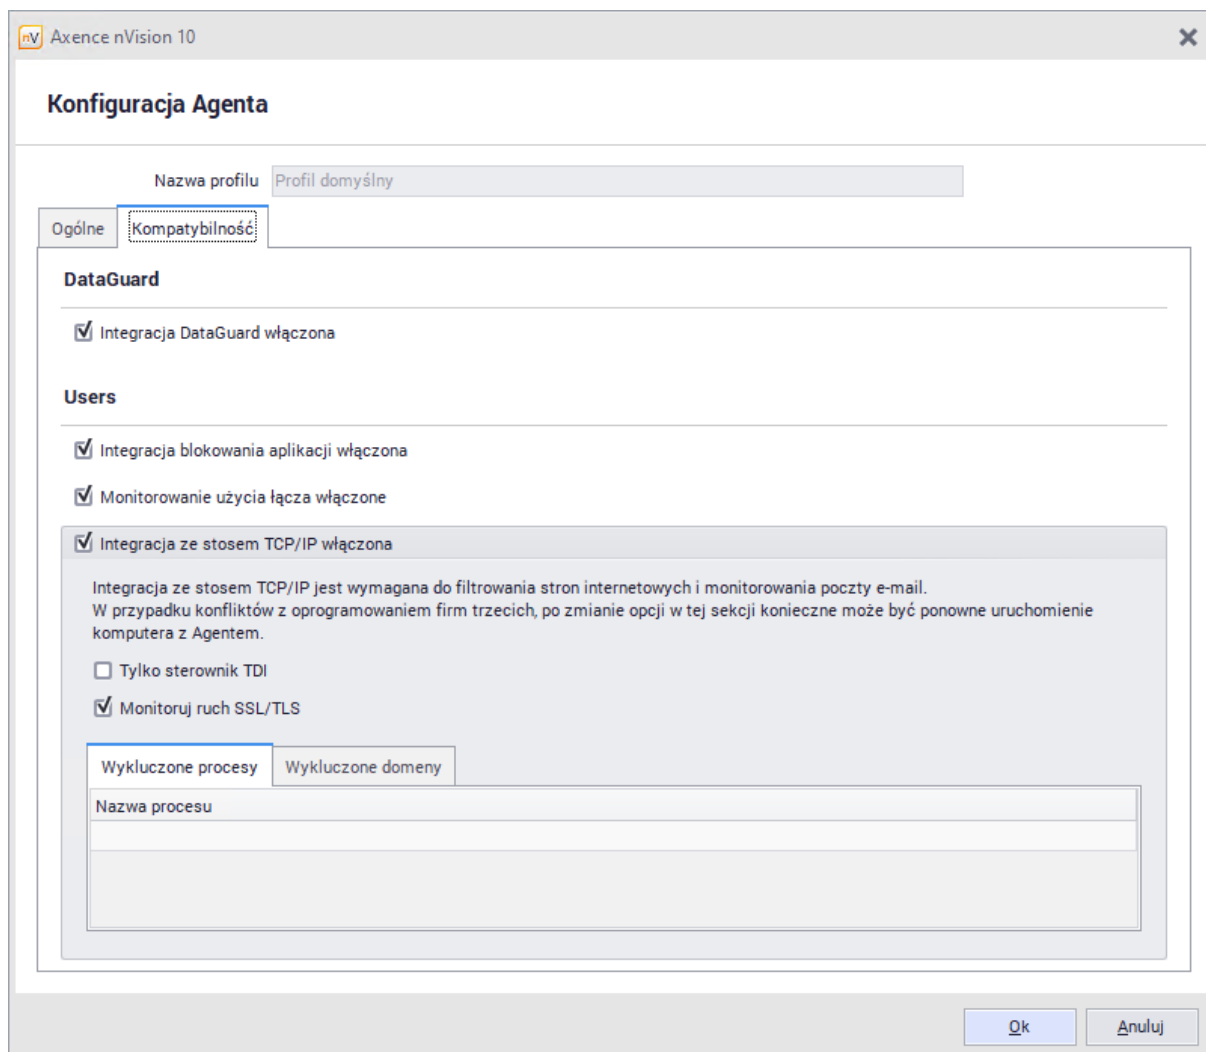 nV Axence nVision 10
Konfiguracja Agenta
Nazwa profilu Profil domyślny
Ogólne Kompatybilność
DataGuard
Integracja DataGuard włączona
Users
Integracja blokowania aplikacji włączona
Monitorowanie użycia łącza włączone
Integracja ze stosem TCP/IP włączona
Integracja ze stosem TCP/IP jest wymagana do filtrowania stron internetowych i monitorowania poczty e-mail.
W przypadku konfliktów z oprogramowaniem firm trzecich, po zmianie opcji w tej sekcji konieczne może być ponowne uruchomienie
komputera z Agentem.
Tylko sterownik TDI
Monitoruj ruch SSL/TLS
Wykluczone procesy Wykluczone domeny
Nazwa procesu
Ok Anuluj